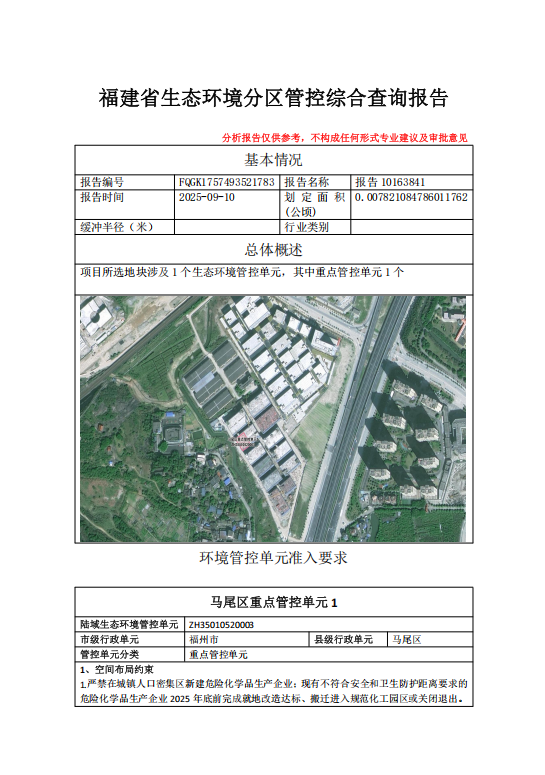 福建省生态环境分区管控综合查询报告
分析报告仅供参考，不构成任何形式专业建议及审批意见
基本情况
报告编号 FQGK1757493521783 报告名称 报告 10163841
报告时间 2025-09-10 划定面积 0.007821084786011762
(公顷)
缓冲半径（米） 行业类别
总体概述
项目所选地块涉及 1 个生态环境管控单元，其中重点管控单元 1 个
环境管控单元准入要求
马尾区重点管控单元 1
陆域生态环境管控单元 ZH35010520003
市级行政单元 福州市 县级行政单元 马尾区
管控单元分类 重点管控单元
1、空间布局约束
1.严禁在城镇人口密集区新建危险化学品生产企业；现有不符合安全和卫生防护距离要求的
危险化学品生产企业 2025 年底前完成就地改造达标、搬迁进入规范化工园区或关闭退出。